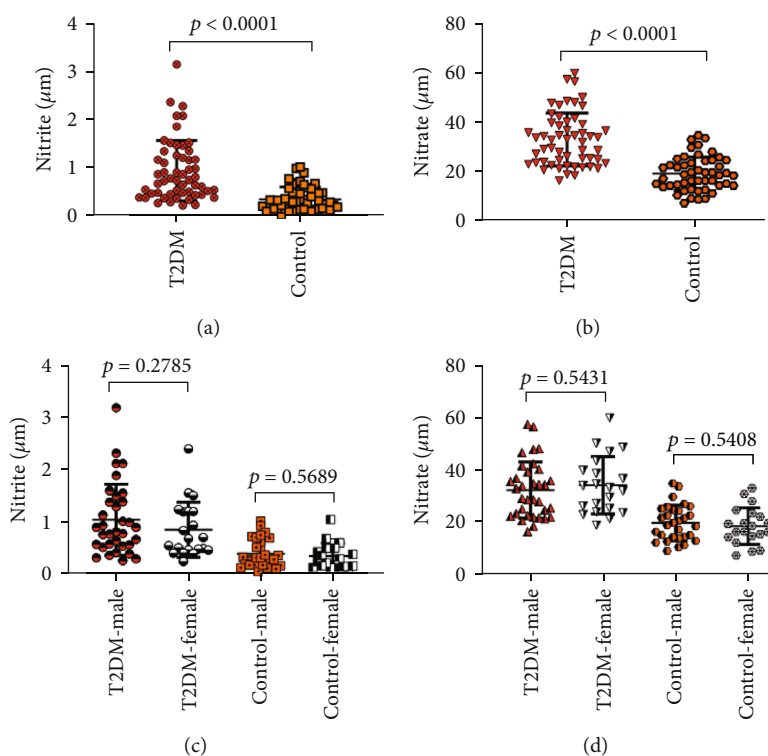 p < 0.0001
Nitrite (μm)
4
3
2
1
0
T2DM
Control
(a)
p < 0.0001
Nitrate (μm)
80
60
40
20
0
T2DM
Control
(b)
p = 0.2785
p = 0.5689
Nitrite (μm)
4
3
2
1
0
T2DM-male
T2DM-female
Control-male
Control-female
(c)
p = 0.5431
p = 0.5408
Nitrate (μm)
80
60
40
20
0
T2DM-male
T2DM-female
Control-male
Control-female
(d)